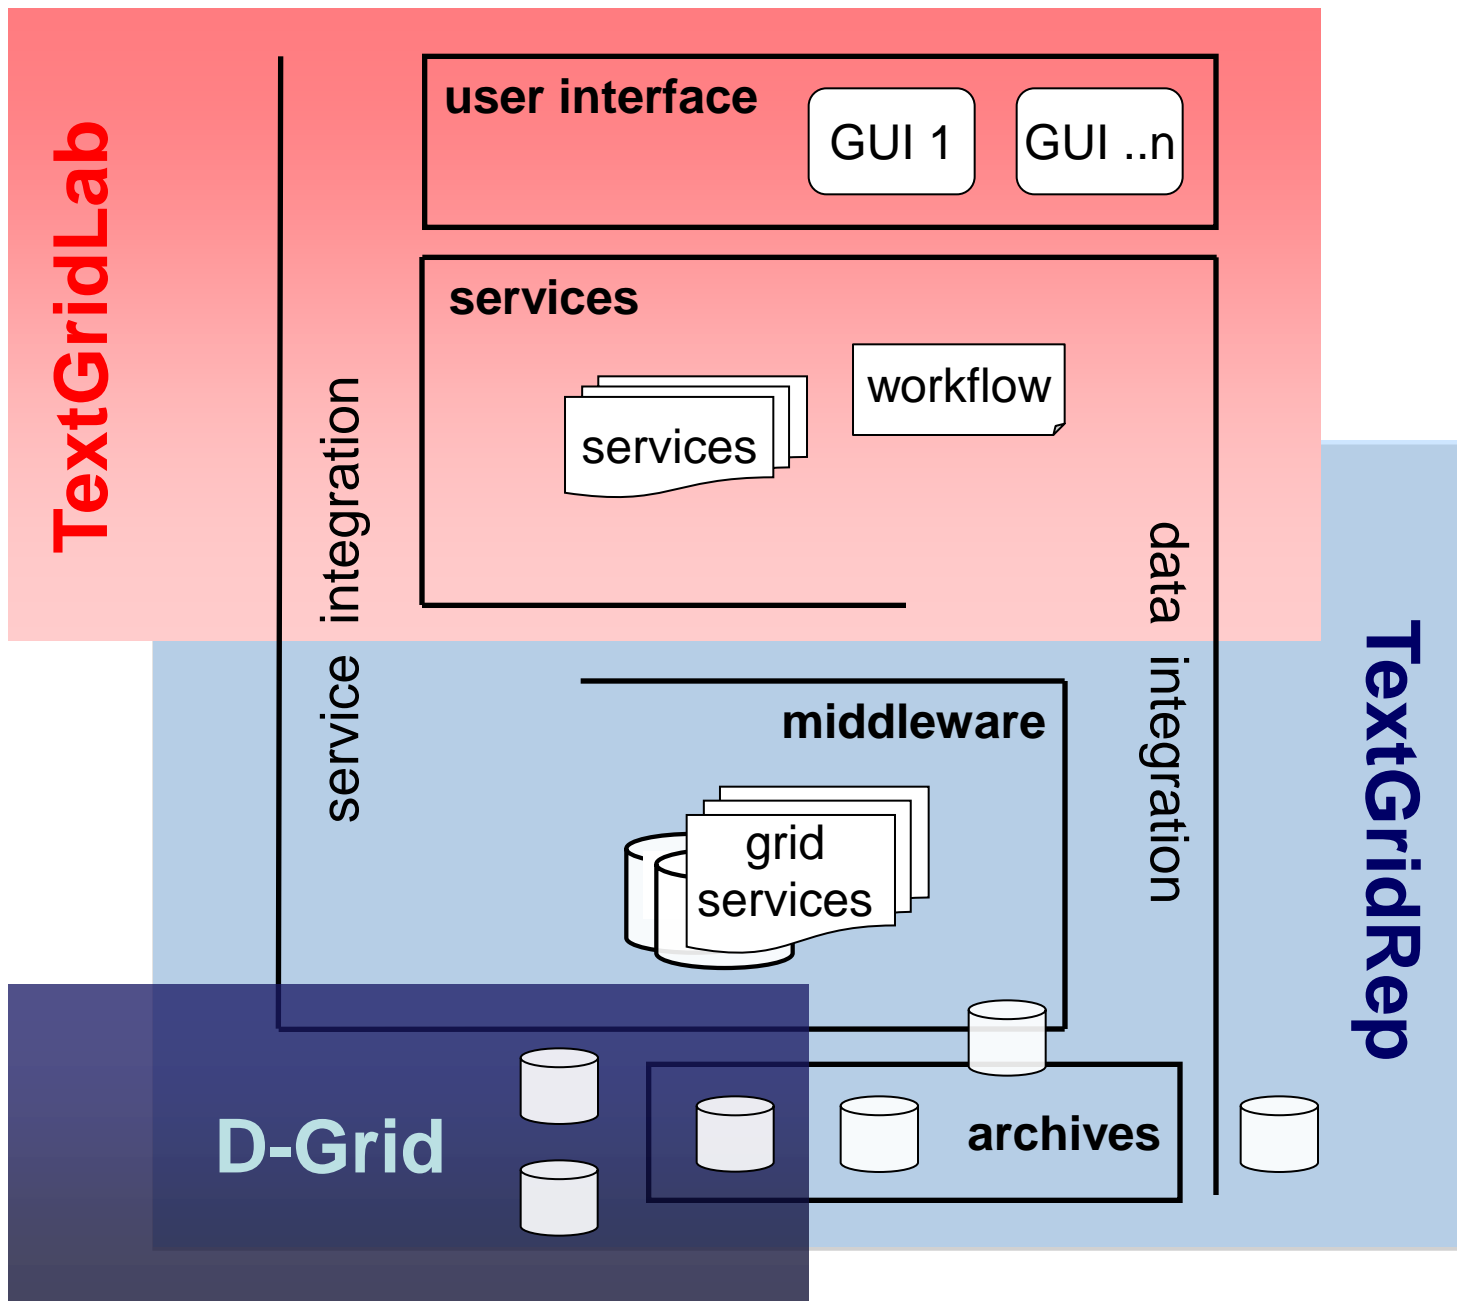 TextGridLab
user interface
GUI 1
GUI ..n
services
services
workflow
service integration
data integration
TextGridRep
middleware
grid
services
D-Grid
archives